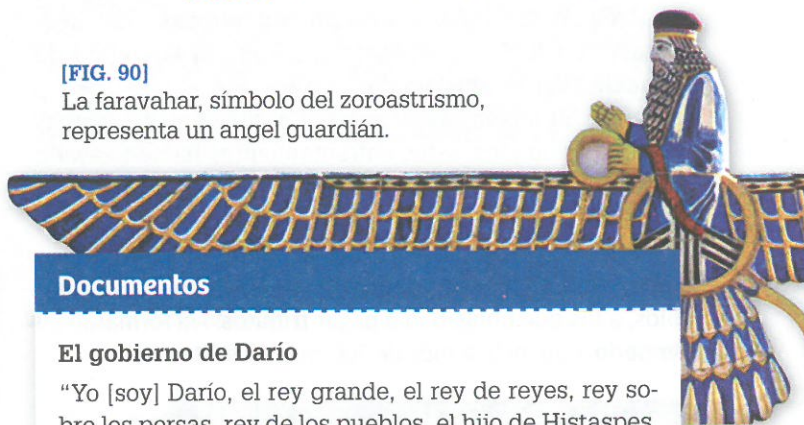 [FIG. 90]
La faravahar, símbolo del zoroastrismo,
representa un angel guardián.
Documentos
El gobierno de Darío
“Yo [soy] Darío, el rey grande, el rey de reyes, rey so-
bre los persas, rey de los pueblos, el hijo de Histaspes,